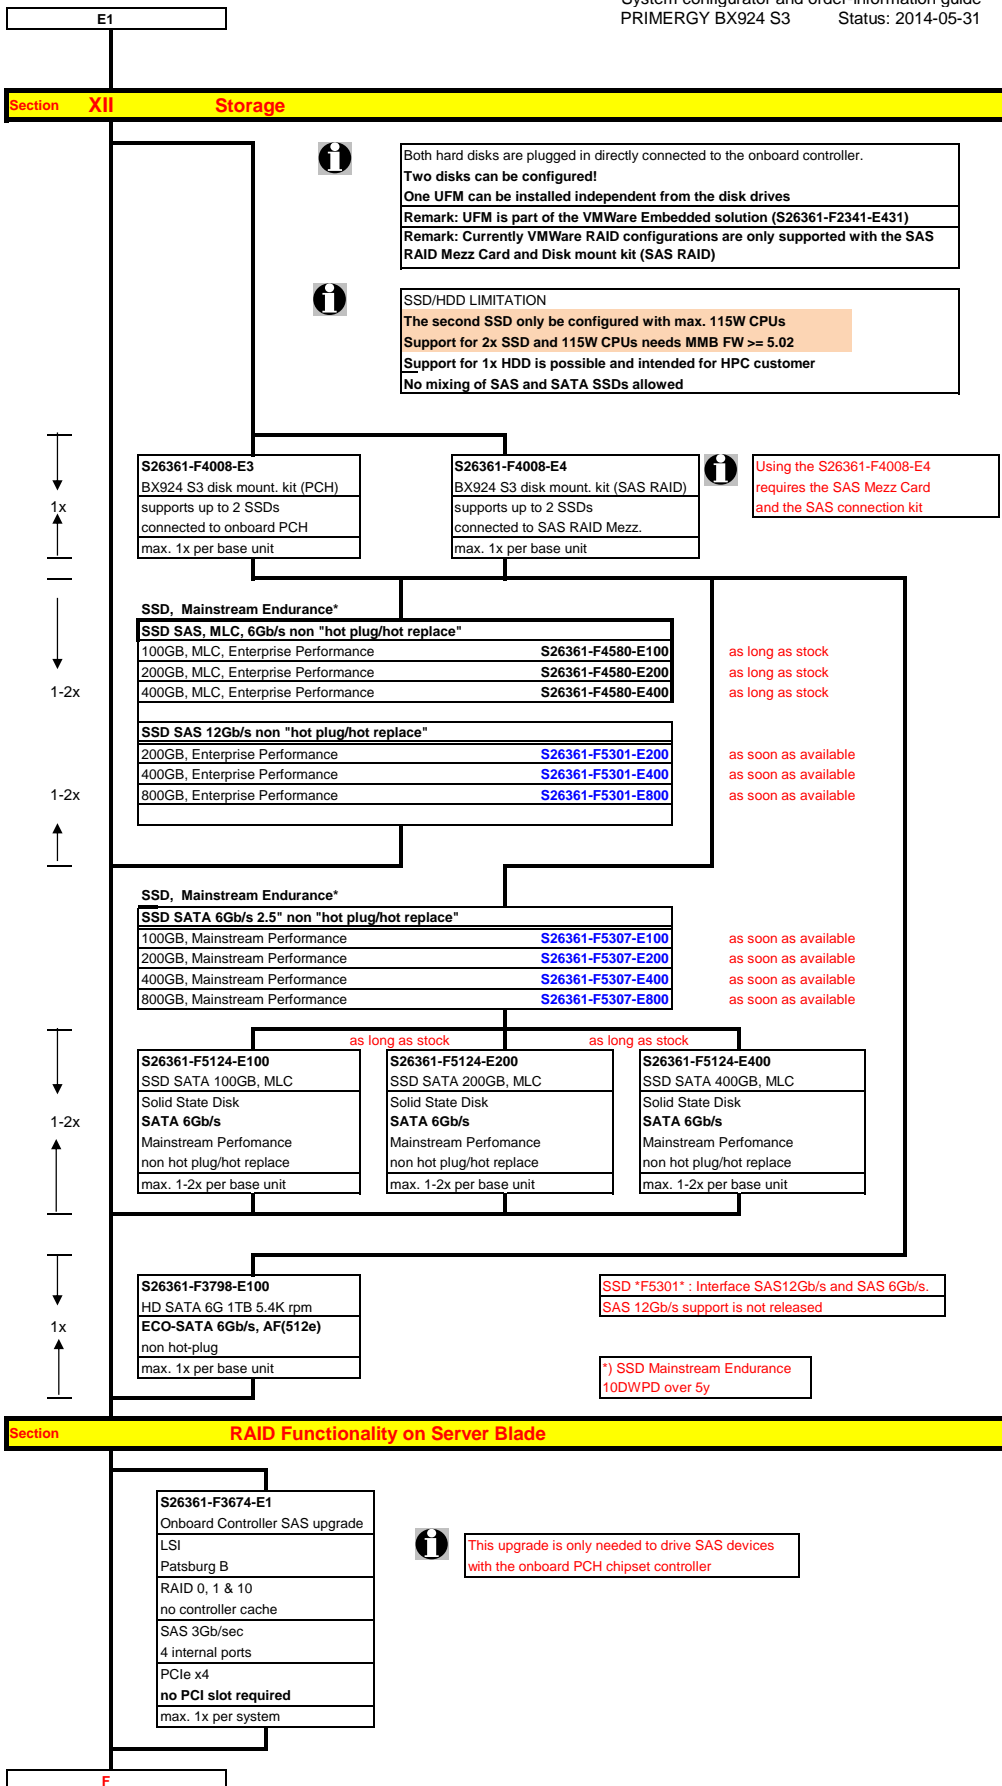 System configurator and order-information guide
PRIMERGY BX924 S3 Status: 2014-05-31
E1
Section XII Storage
Both hard disks are plugged in directly connected to the onboard controller.
Two disks can be configured!
One UFM can be installed independent from the disk drives
Remark: UFM is part of the VMWare Embedded solution (S26361-F2341-E431)
Remark: Currently VMWare RAID configurations are only supported with the SAS
RAID Mezz Card and Disk mount kit (SAS RAID)
SSD/HDD LIMITATION
The second SSD only be configured with max. 115W CPUs
Support for 2x SSD and 115W CPUs needs MMB FW >= 5.02
Support for 1x HDD is possible and intended for HPC customer
No mixing of SAS and SATA SSDs allowed
1x
S26361-F4008-E3
BX924 S3 disk mount. kit (PCH)
supports up to 2 SSDs
connected to onboard PCH
max. 1x per base unit
S26361-F4008-E4
BX924 S3 disk mount. kit (SAS RAID)
supports up to 2 SSDs
connected to SAS RAID Mezz.
max. 1x per base unit
Using the S26361-F4008-E4
requires the SAS Mezz Card
and the SAS connection kit
SSD, Mainstream Endurance*
SSD SAS, MLC, 6Gb/s non "hot plug/hot replace"
100GB, MLC, Enterprise Performance S26361-F4580-E100 as long as stock
200GB, MLC, Enterprise Performance S26361-F4580-E200 as long as stock
1-2x 400GB, MLC, Enterprise Performance S26361-F4580-E400 as long as stock
SSD SAS 12Gb/s non "hot plug/hot replace"
200GB, Enterprise Performance S26361-F5301-E200 as soon as available
400GB, Enterprise Performance S26361-F5301-E400 as soon as available
1-2x 800GB, Enterprise Performance S26361-F5301-E800 as soon as available
SSD, Mainstream Endurance*
SSD SATA 6Gb/s 2.5" non "hot plug/hot replace"
100GB, Mainstream Performance S26361-F5307-E100 as soon as available
200GB, Mainstream Performance S26361-F5307-E200 as soon as available
400GB, Mainstream Performance S26361-F5307-E400 as soon as available
800GB, Mainstream Performance S26361-F5307-E800 as soon as available
as long as stock as long as stock
1-2x
S26361-F5124-E100
SSD SATA 100GB, MLC
Solid State Disk
SATA 6Gb/s
Mainstream Perfomance
non hot plug/hot replace
max. 1-2x per base unit
S26361-F5124-E200
SSD SATA 200GB, MLC
Solid State Disk
SATA 6Gb/s
Mainstream Perfomance
non hot plug/hot replace
max. 1-2x per base unit
S26361-F5124-E400
SSD SATA 400GB, MLC
Solid State Disk
SATA 6Gb/s
Mainstream Perfomance
non hot plug/hot replace
max. 1-2x per base unit
1x
S26361-F3798-E100
HD SATA 6G 1TB 5.4K rpm
ECO-SATA 6Gb/s, AF(512e)
non hot-plug
max. 1x per base unit
SSD *F5301* : Interface SAS12Gb/s and SAS 6Gb/s.
SAS 12Gb/s support is not released
*) SSD Mainstream Endurance
10DWPD over 5y
Section RAID Functionality on Server Blade
S26361-F3674-E1
Onboard Controller SAS upgrade
LSI
Patsburg B
RAID 0, 1 & 10
no controller cache
SAS 3Gb/sec
4 internal ports
PCIe x4
no PCI slot required
max. 1x per system
This upgrade is only needed to drive SAS devices
with the onboard PCH chipset controller
F